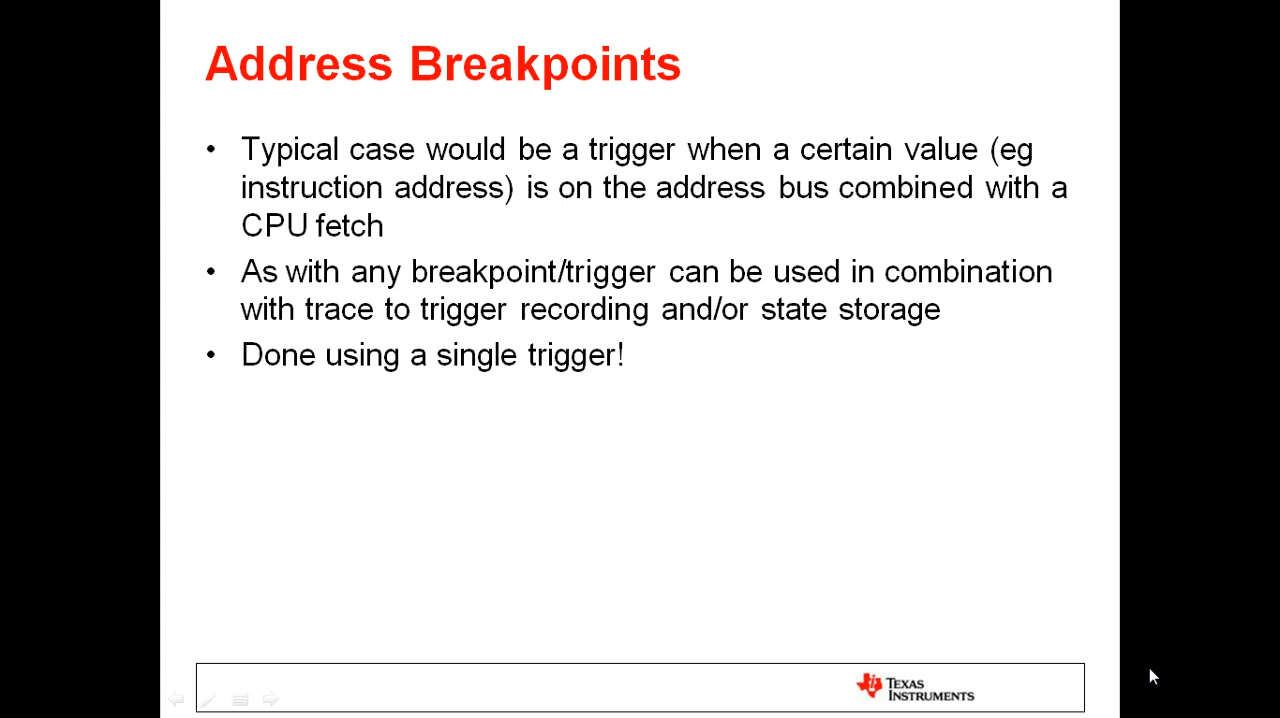 Address Breakpoints
• Typical case would be a trigger when a certain value (eg
instruction address) is on the address bus combined with a
CPU fetch
• As with any breakpoint/trigger can be used in combination
with trace to trigger recording and/or state storage
• Done using a single trigger!
TEXAS
INSTRUMENTS